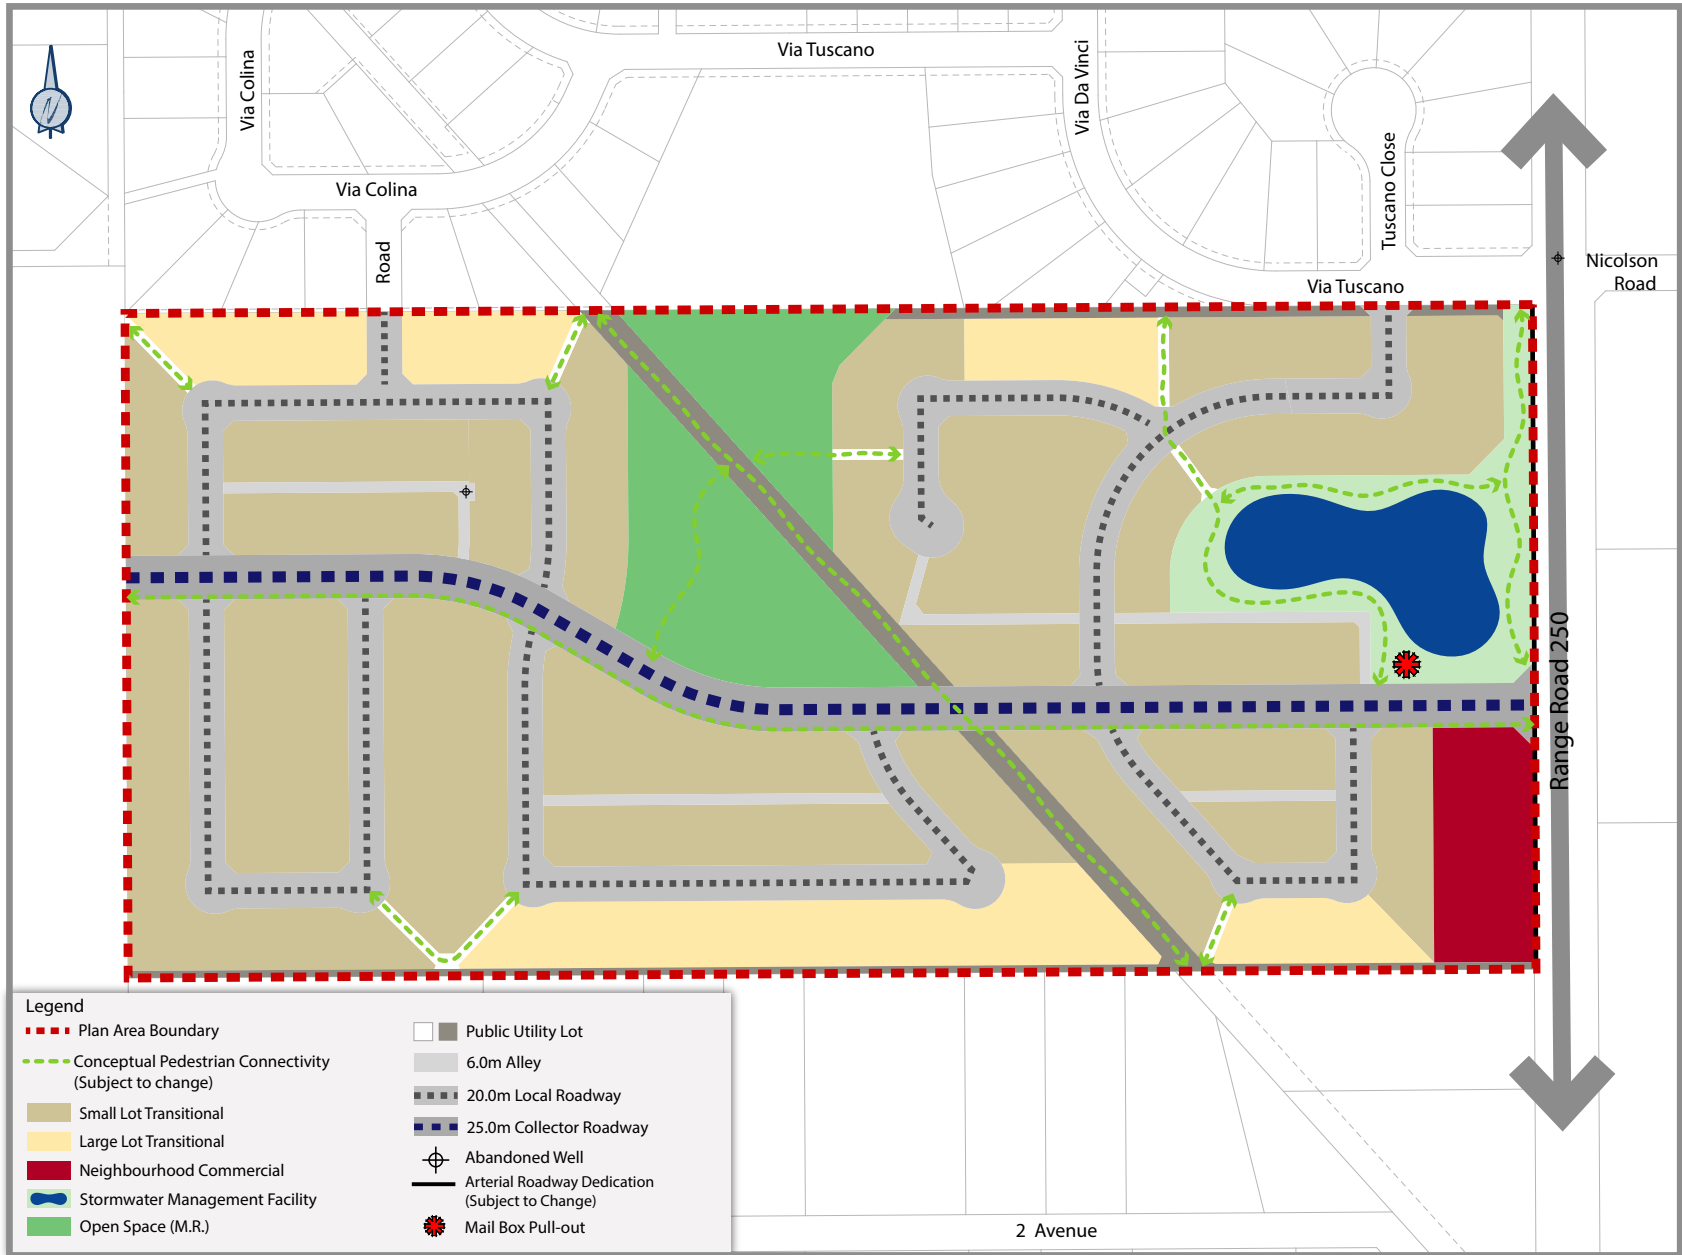 Via Tuscano
Via Colina
Via Da Vinci
Tuscano Close
Via Colina
Road
Nicolson
Road
Via Tuscano
Range Road 250
N
Legend
Plan Area Boundary
Conceptual Pedestrian Connectivity
(Subject to change)
Small Lot Transitional
Large Lot Transitional
Neighbourhood Commercial
Stormwater Management Facility
Open Space (M.R.)
Public Utility Lot
6.0m Alley
20.0m Local Roadway
25.0m Collector Roadway
Abandoned Well
Arterial Roadway Dedication
(Subject to Change)
Mail Box Pull-out
2 Avenue